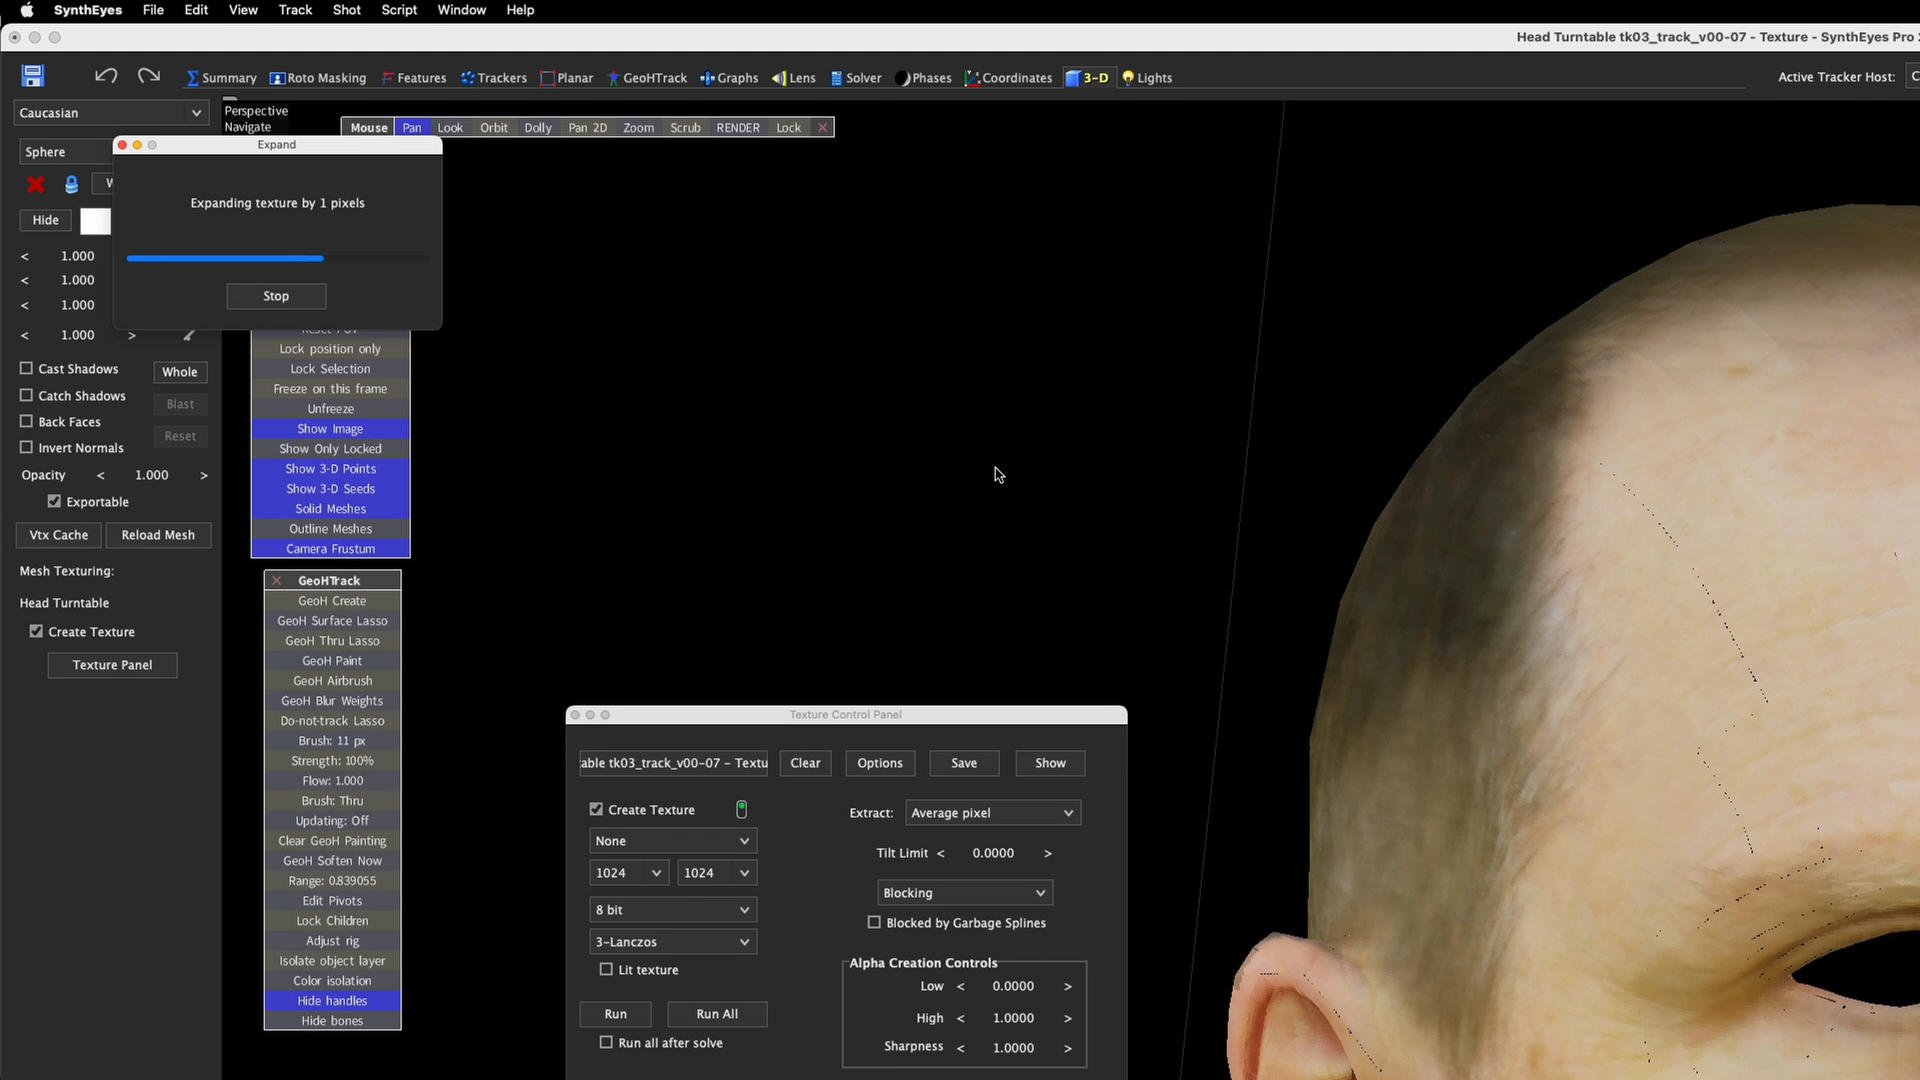 SynthEyes File Edit View Track Shot Script Window Help
Head Turntable tk03_track_v00-07 - Texture - SynthEyes Pro
Summary Roto Masking Features Trackers Planar GeoHTrack Graphs Lens Solver Phases Coordinates 3-D Lights Active Tracker Host:
Caucasian
Perspective
Navigate
Mouse Pan Look Orbit Dolly Pan 2D Zoom Scrub RENDER Lock
Expand
Sphere
Hide
Expanding texture by 1 pixels
Stop
< 1.000
< 1.000
< 1.000
< 1.000 >
Cast Shadows
Whole
Catch Shadows
Blast
Back Faces
Reset
Invert Normals
Opacity < 1.000 >
Exportable
Vtx Cache Reload Mesh
Mesh Texturing:
Head Turntable
Create Texture
Texture Panel
Lock position only
Lock Selection
Freeze on this frame
Unfreeze
Show Image
Show Only Locked
Show 3-D Points
Show 3-D Seeds
Solid Meshes
Outline Meshes
Camera Frustum
GeoHTrack
GeoH Create
GeoH Surface Lasso
GeoH Thru Lasso
GeoH Paint
GeoH Airbrush
GeoH Blur Weights
Do-not-track Lasso
Brush: 11 px
Strength: 100%
Flow: 1.000
Brush: Thru
Updating: Off
Clear GeoH Painting
GeoH Soften Now
Range: 0.839055
Edit Pivots
Lock Children
Adjust rig
Isolate object layer
Color isolation
Hide handles
Hide bones
Texture Control Panel
able tk03_track_v00-07 - Textu Clear Options Save Show
Create Texture
None
1024 1024
8 bit
3-Lanczos
Lit texture
Run Run All
Run all after solve
Extract: Average pixel
Tilt Limit < 0.0000 >
Blocking
Blocked by Garbage Splines
Alpha Creation Controls
Low < 0.0000 >
High < 1.0000 >
Sharpness < 1.0000 >